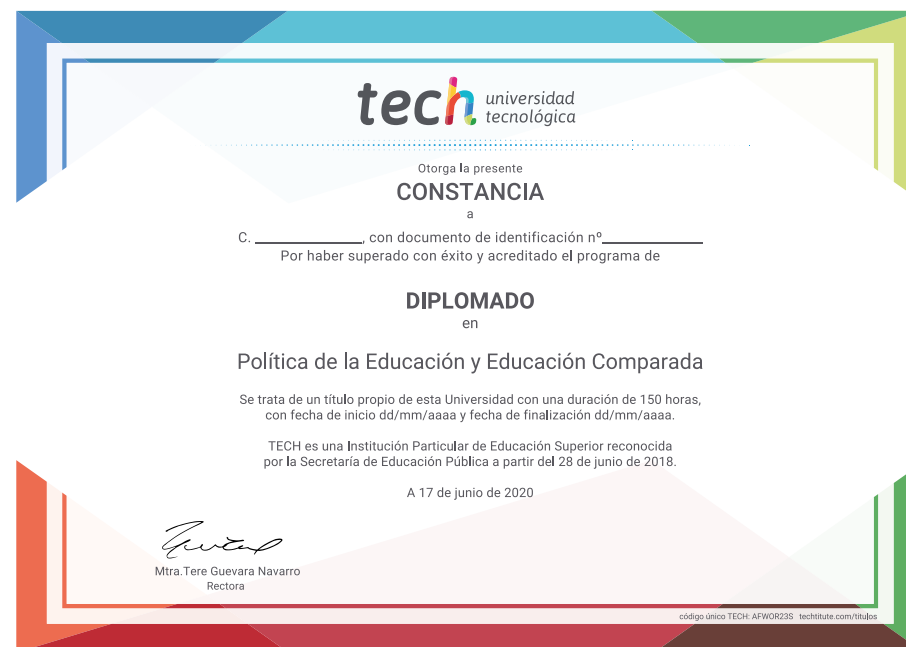 tech universidad
tecnológica
Otorga la presente
CONSTANCIA
a
C. ____________, con documento de identificación nº____________
Por haber superado con éxito y acreditado el programa de
DIPLOMADO
en
Política de la Educación y Educación Comparada
Se trata de un título propio de esta Universidad con una duración de 150 horas,
con fecha de inicio dd/mm/aaaa y fecha de finalización dd/mm/aaaa.
TECH es una Institución Particular de Educación Superior reconocida
por la Secretaría de Educación Pública a partir del 28 de junio de 2018.
A 17 de junio de 2020
Mtra.Tere Guevara Navarro
Rectora
código único TECH: AFWOR23S techtitute.com/titulos